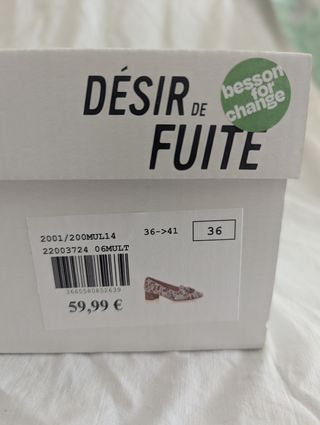 DÉSIR DE
FUITE
besson
for
change
2001/200MUL14
36->41
36
22003724 06MULT
3665580852639
59,99 €